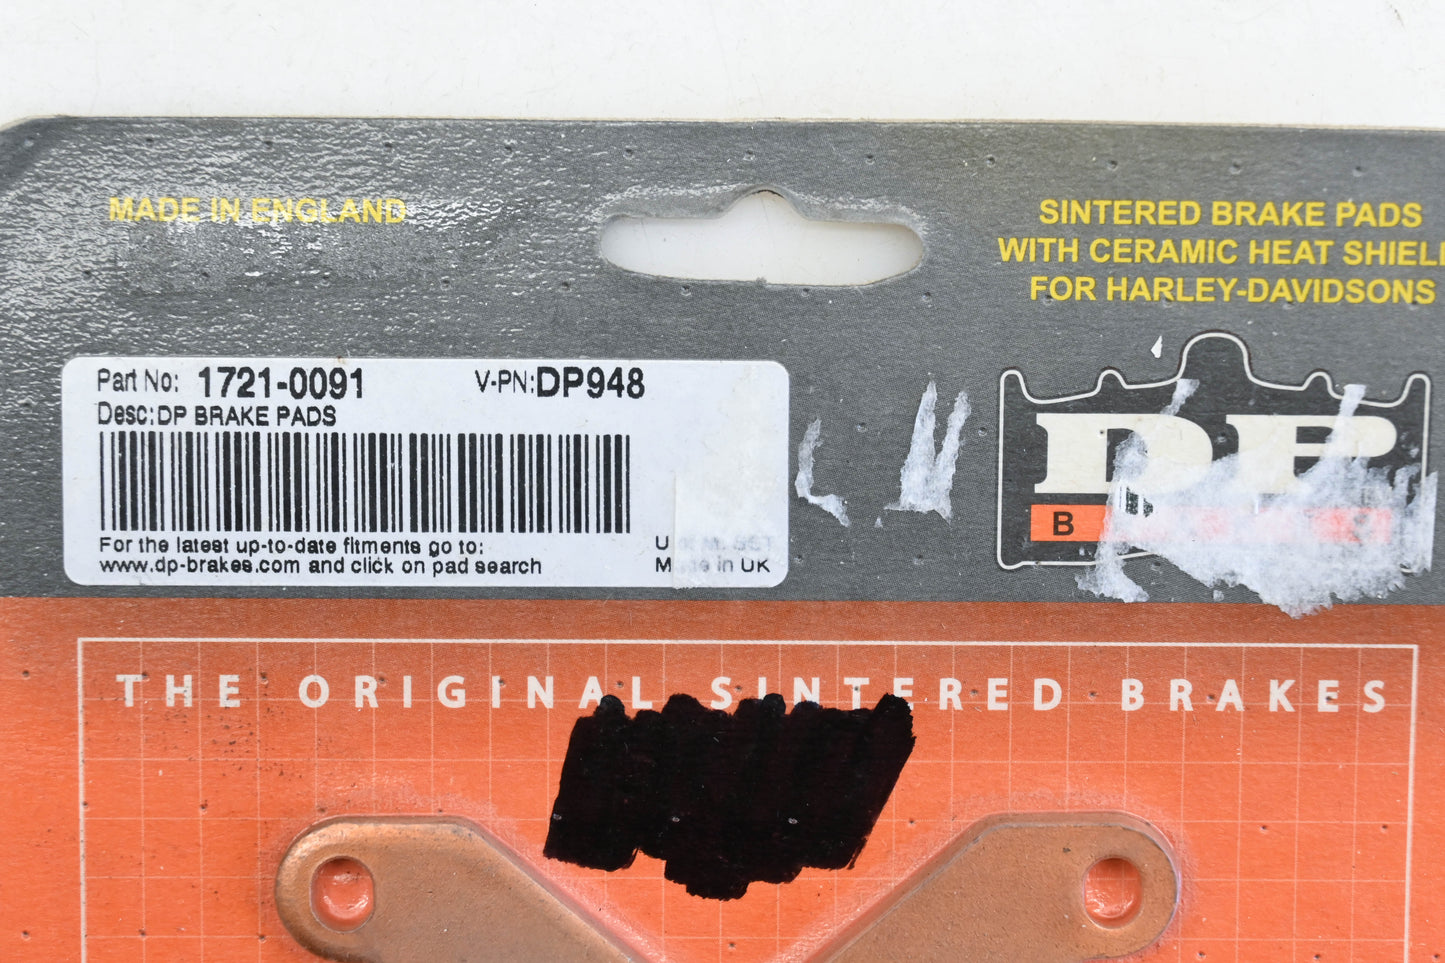 MADE IN ENGLAND
SINTERED BRAKE PADS
WITH CERAMIC HEAT SHIEL
FOR HARLEY-DAVIDSONS
Part No: 1721-0091 V-PN:DP948
Desc:DP BRAKE PADS
For the latest up-to-date fitments go to:
www.dp-brakes.com and click on pad search
in UK
DP
B
THE ORIGINAL SINTERED BRAKES